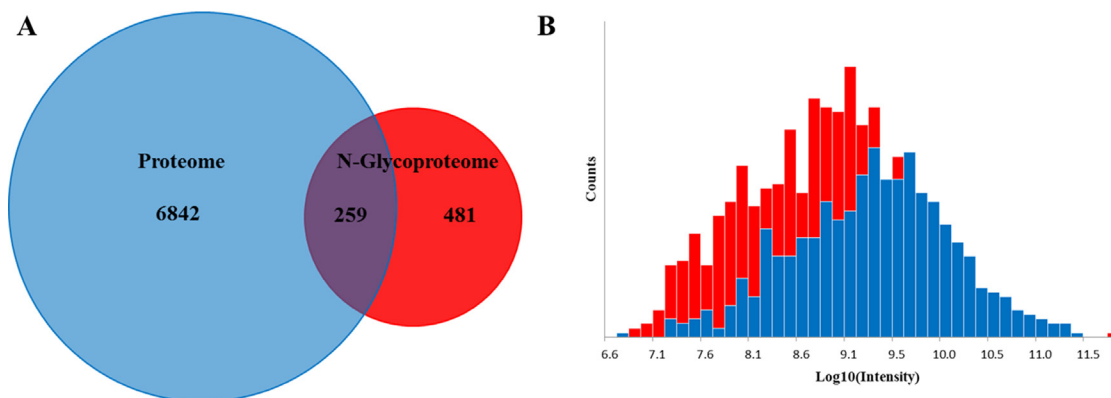 A
Proteome
N-Glycoproteome
6842
259
481
B
Counts
6.6 7.1 7.6 8.1 8.6 9.1 9.5 10.0 10.5 11.0 11.5
Log10(Intensity)